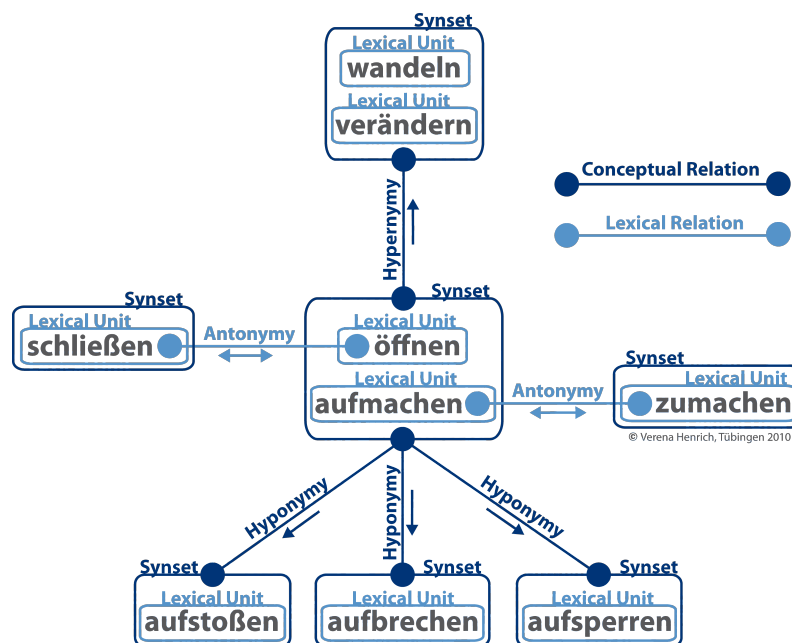 Synset
Lexical Unit
wandeln
Lexical Unit
verändern
Conceptual Relation
Lexical Relation
Hypernymy
Synset
Synset
Lexical Unit
schließen
Antonymy
Lexical Unit
öffnen
Lexical Unit
aufmachen
Antonymy
Synset
Lexical Unit
zumachen
© Verena Henrich, Tübingen 2010
Hyponymy
Hyponymy
Hyponymy
Synset
Lexical Unit
aufstoßen
Synset
Lexical Unit
aufbrechen
Synset
Lexical Unit
aufsperren